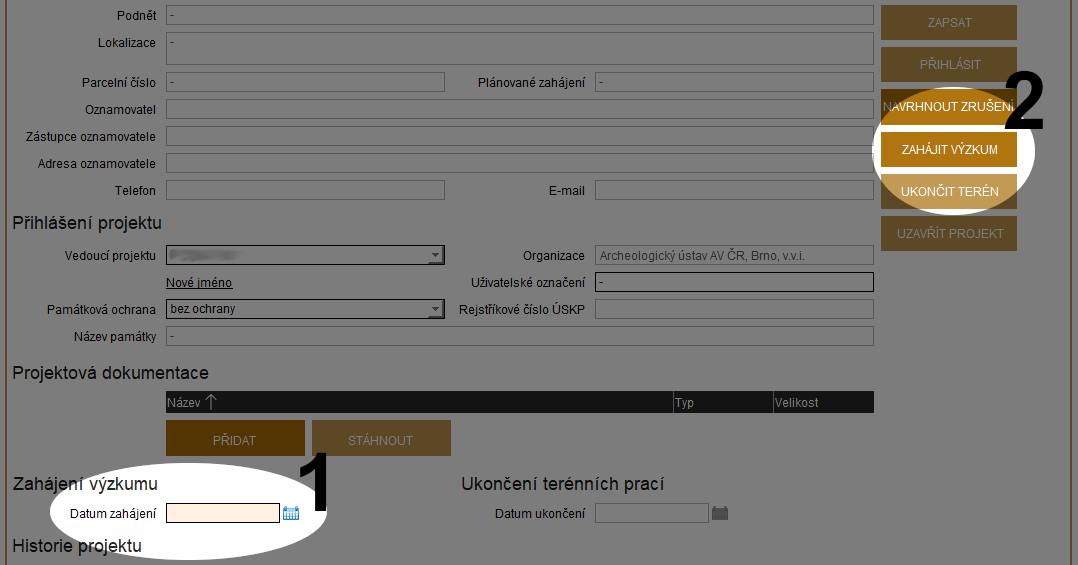 Podnět - ZAPSAT
Lokalizace -
PŘIHLÁSIT
Parcelní číslo - Plánované zahájení -
Oznamovatel NAVRHNOUT ZRUŠENÍ 2
Zástupce oznamovatele
ZAHÁJIT VÝZKUM
Adresa oznamovatele
Telefon E-mail UKONČIT TERÉN
Přihlášení projektu
UZAVŘÍT PROJEKT
Vedoucí projektu Organizace Archeologický ústav AV ČR, Brno, v.v.i.
Nové jméno Uživatelské označení -
Památková ochrana bez ochrany Rejstříkové číslo ÚSKP
Název památky -
Projektová dokumentace
Název Typ Velikost
PŘIDAT STÁHNOUT
Zahájení výzkumu 1 Ukončení terénních prací
Datum zahájení Datum ukončení
Historie projektu